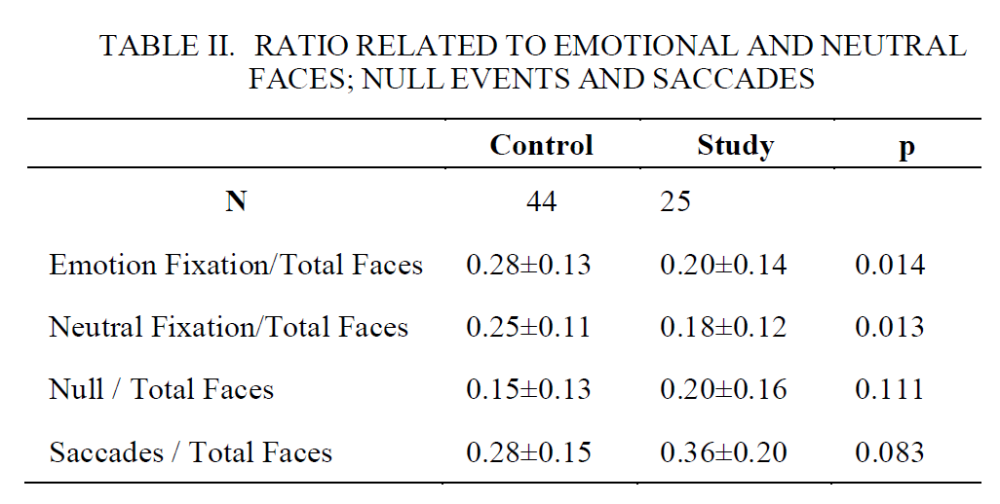 TABLE II. RATIO RELATED TO EMOTIONAL AND NEUTRAL
FACES; NULL EVENTS AND SACCADES
Control Study p
N 44 25
Emotion Fixation/Total Faces 0.28±0.13 0.20±0.14 0.014
Neutral Fixation/Total Faces 0.25±0.11 0.18±0.12 0.013
Null / Total Faces 0.15±0.13 0.20±0.16 0.111
Saccades / Total Faces 0.28±0.15 0.36±0.20 0.083